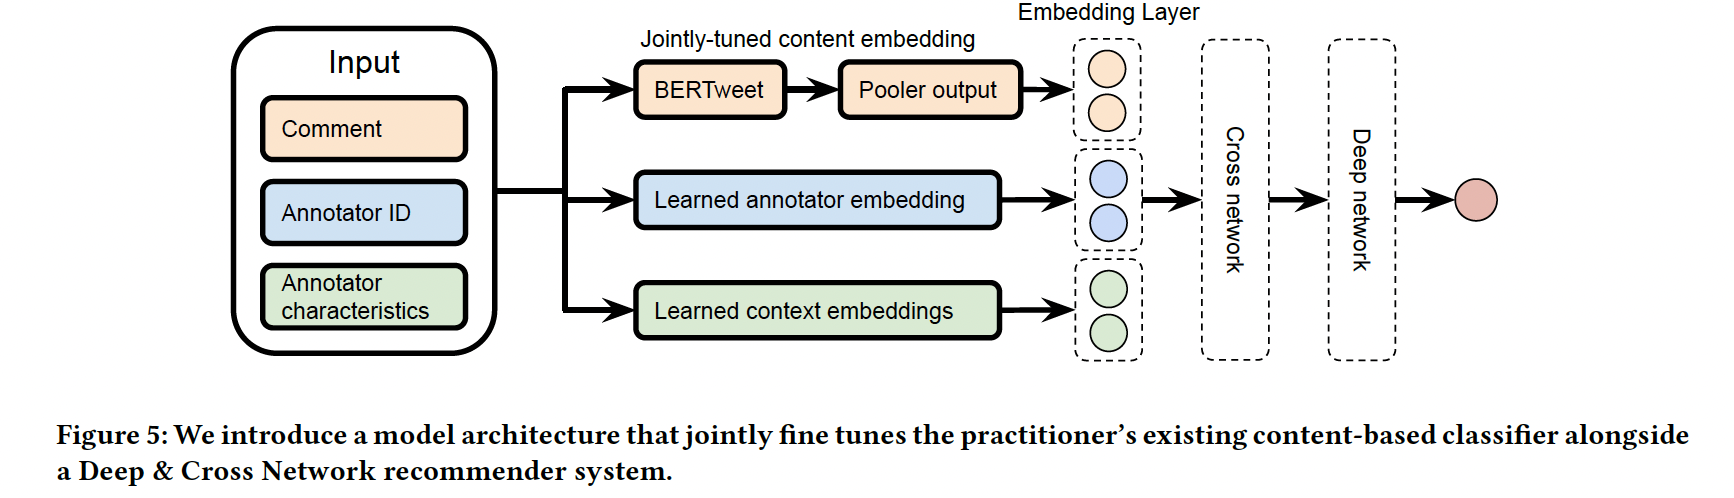 Embedding Layer
Input
Jointly-tuned content embedding
Comment
BERTweet
Pooler output
Annotator ID
Learned annotator embedding
Annotator
characteristics
Learned context embeddings
Cross network
Deep network
Figure 5: We introduce a model architecture that jointly fine tunes the practitioner's existing content-based classifier alongside
a Deep & Cross Network recommender system.